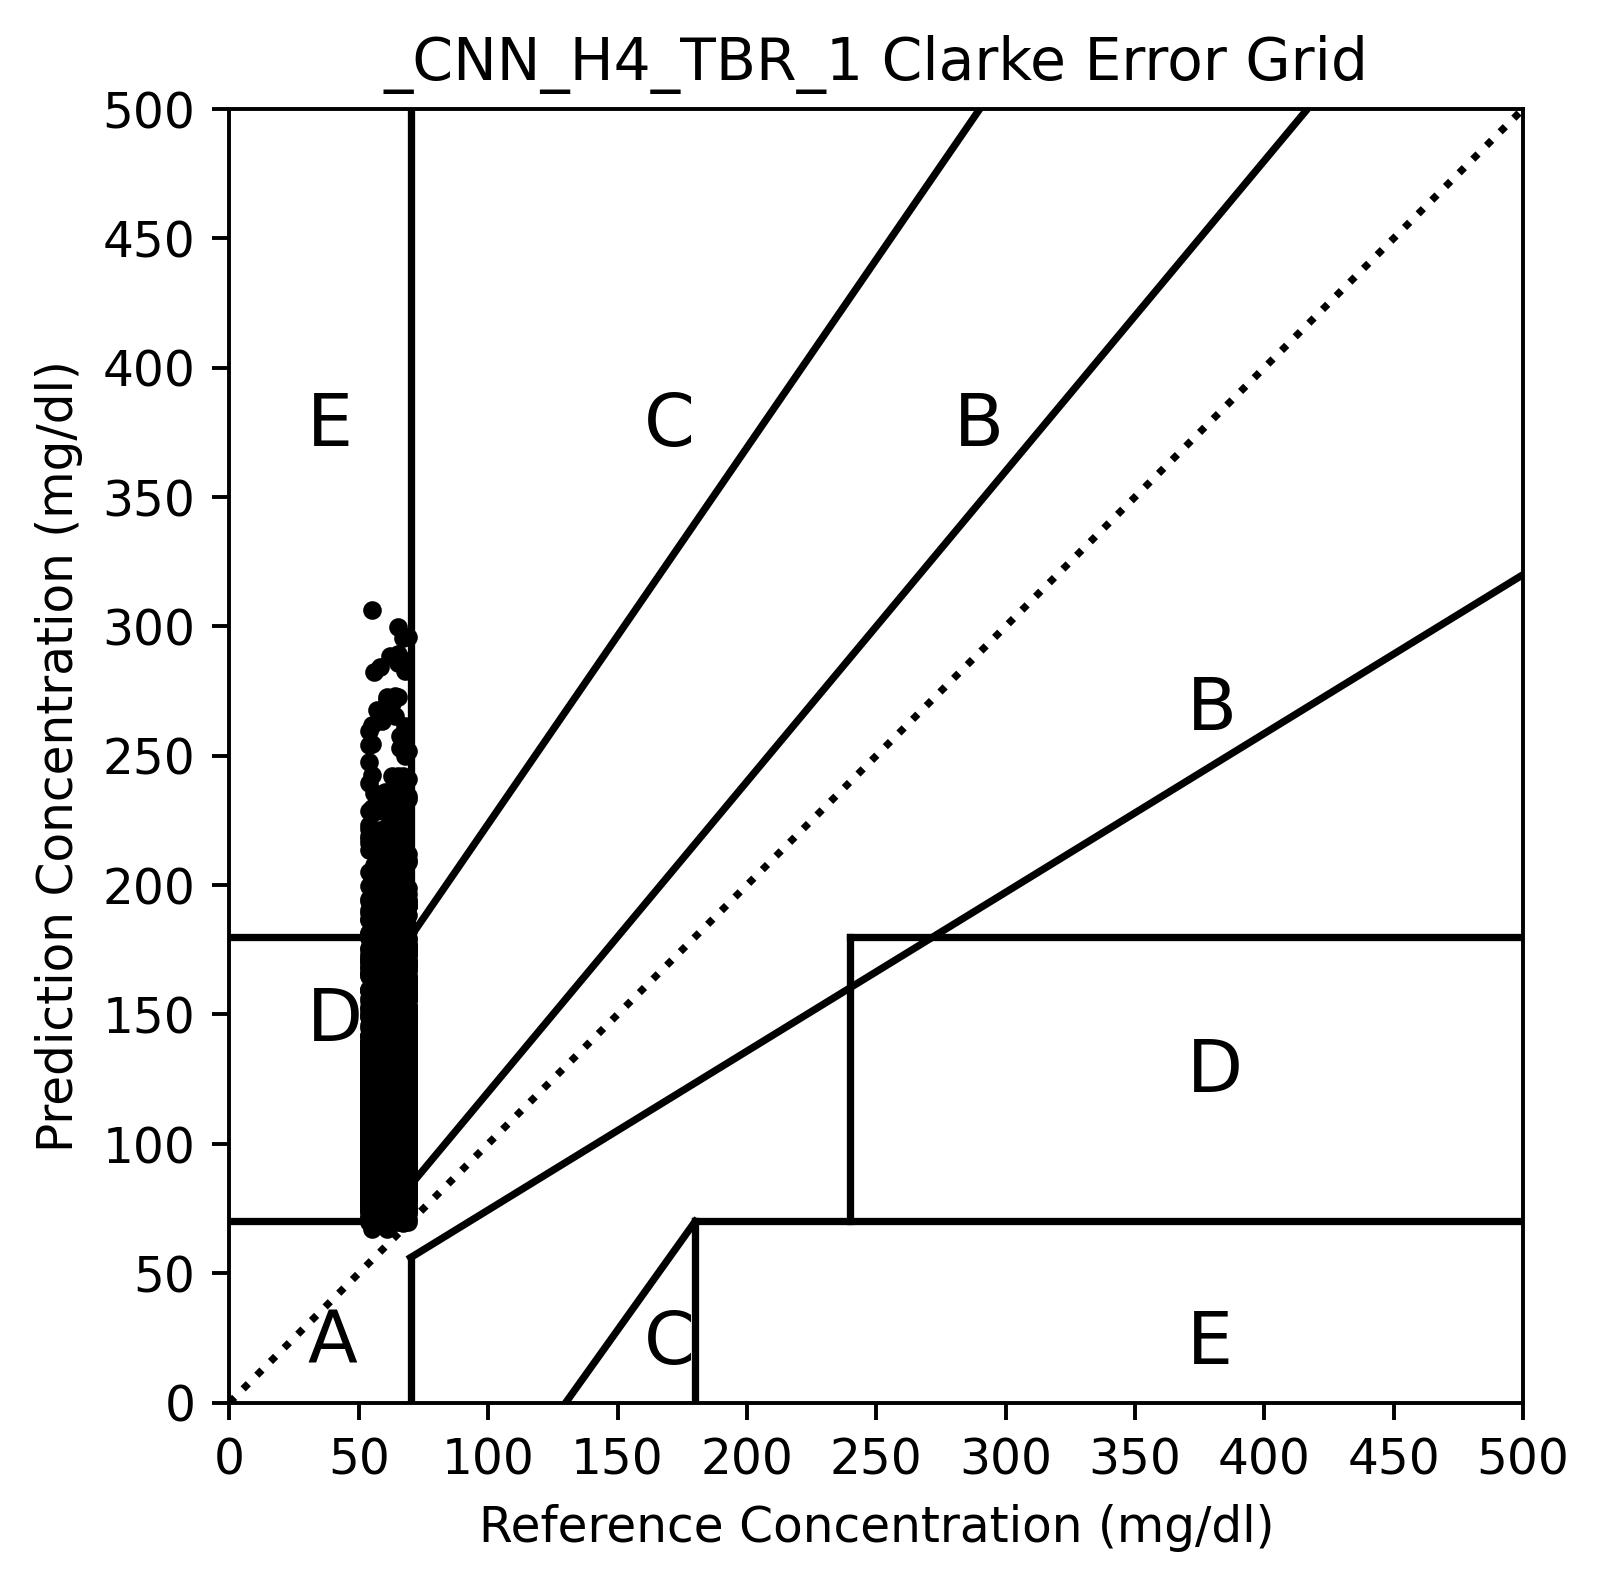 _CNN_H4_TBR_1 Clarke Error Grid
Prediction Concentration (mg/dl)
500
450
400
350
300
250
200
150
100
50
0
E
C
B
B
D
D
A
C
E
0 50 100 150 200 250 300 350 400 450 500
Reference Concentration (mg/dl)